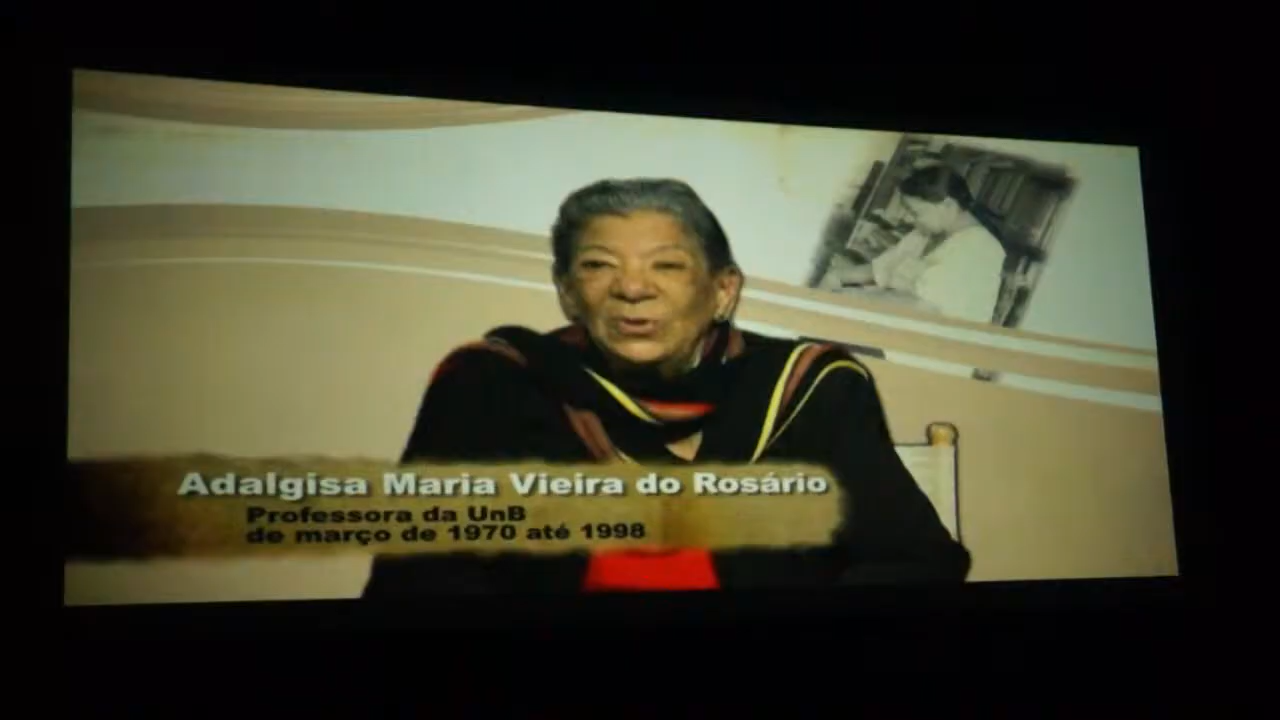 Adalgisa Maria Vieira do Rosário
Professora da UnB
de março de 1970 até 1998